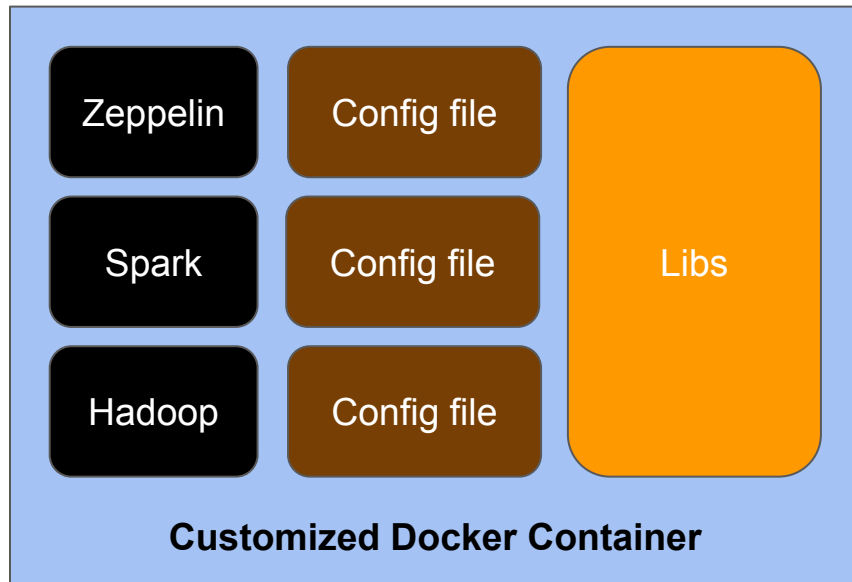 Zeppelin
Config file
Spark
Config file
Libs
Hadoop
Config file
Customized Docker Container